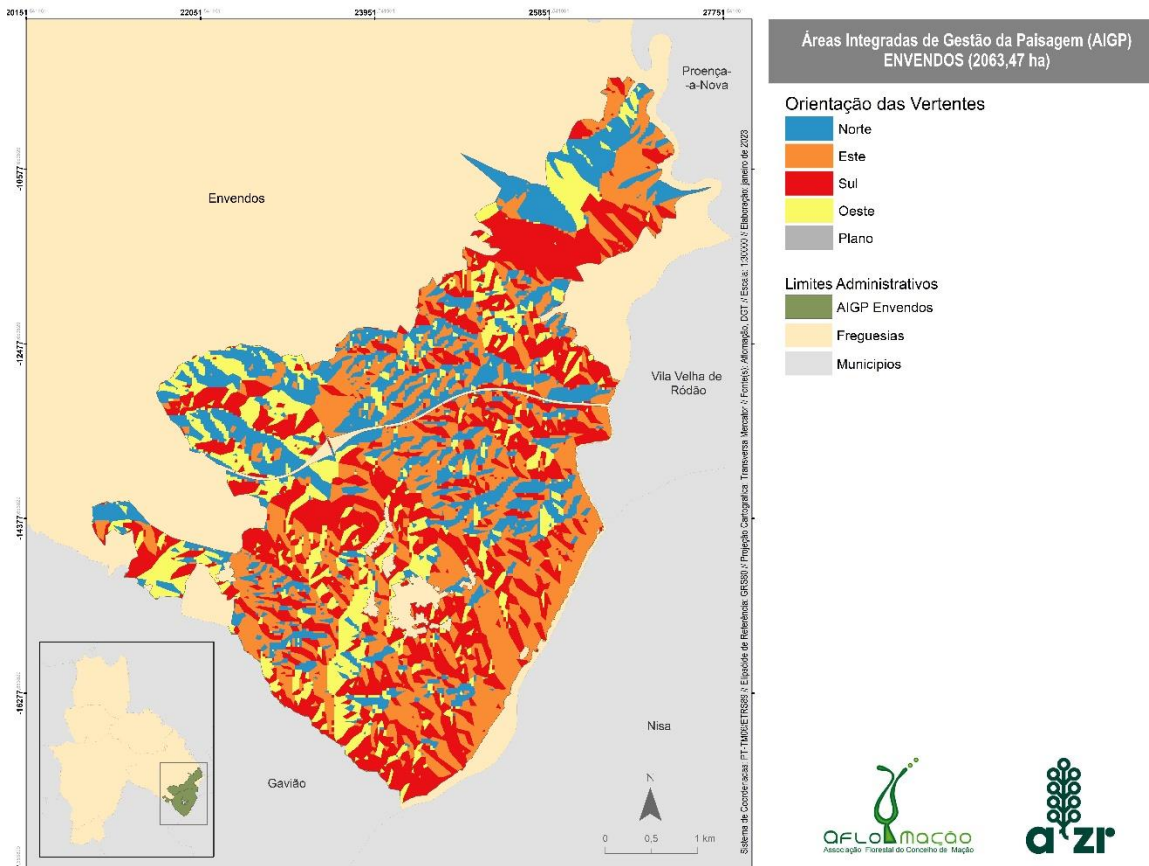 20151
22051
23951
25851
27751
Áreas Integradas de Gestão da Paisagem (AIGP)
ENVENDOS (2063,47 ha)
Orientação das Vertentes
Norte
Este
Sul
Oeste
Plano
Limites Administrativos
AIGP Envendos
Freguesias
Municipios
Proença-
-a-Nova
Envendos
Vila Velha de
Ródão
Nisa
Gavião
-10577
-12477
-14377
-16277
N
0 0,5 1 km
Sistema de Coordenadas: PT-TM06/ETRS89 // Elipsóide de Referência: GRS80 // Projeção Cartográfica: Transversa Mercator // Fonte(s): Aflomação, DGT // Escala: 1:30000 // Elaboração: janeiro de 2023
AFLOMAÇÃO
Associação Florestal do Concelho de Mação
a'zr